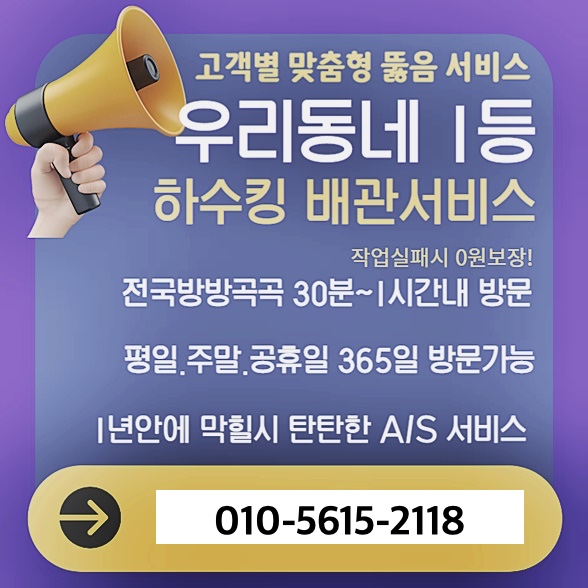 고객별 맞춤형 뚫음 서비스
우리동네 1등
하수킹 배관서비스
작업실패시 0원보장!
전국방방곡곡 30분~1시간내 방문
평일.주말.공휴일 365일 방문가능
1년안에 막힐시 탄탄한 A/S 서비스
010-5615-2118